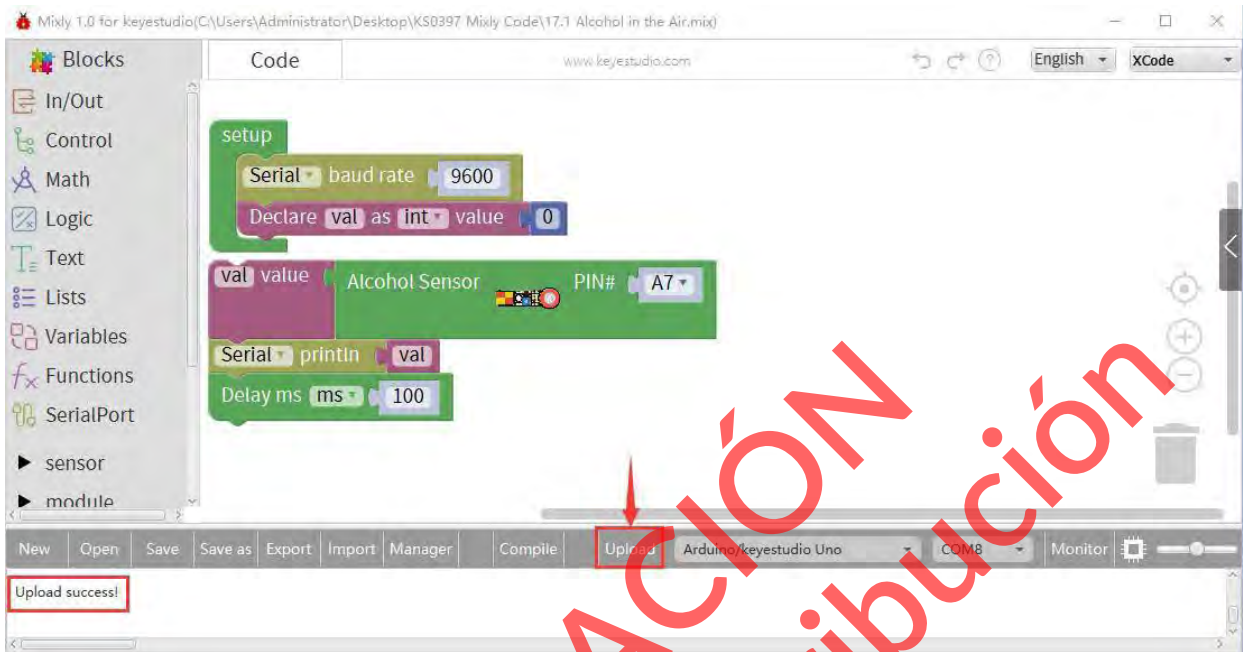 Mixly 1.0 for keyestudio(C:\Users\Administrator\Desktop\KS0397 Mixly Code\17.1 Alcohol in the Air.mix)
Blocks
Code
www.keyestudio.com
English
XCode
In/Out
Control
Math
Logic
Text
Lists
Variables
Functions
SerialPort
sensor
module
setup
Serial baud rate 9600
Declare val as int value 0
val value Alcohol Sensor PIN# A7
Serial println val
Delay ms ms 100
New Open Save Save as Export Import Manager Compile Upload Arduino/keyestudio Uno COM8 Monitor
Upload success!
ACIÓN
ribución